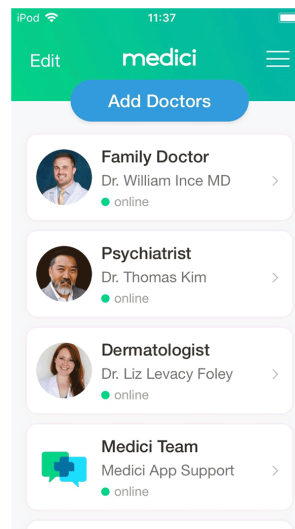 iPod 11:37
Edit medici
Add Doctors
Family Doctor
Dr. William Ince MD
online
Psychiatrist
Dr. Thomas Kim
online
Dermatologist
Dr. Liz Levacy Foley
online
Medici Team
Medici App Support
online